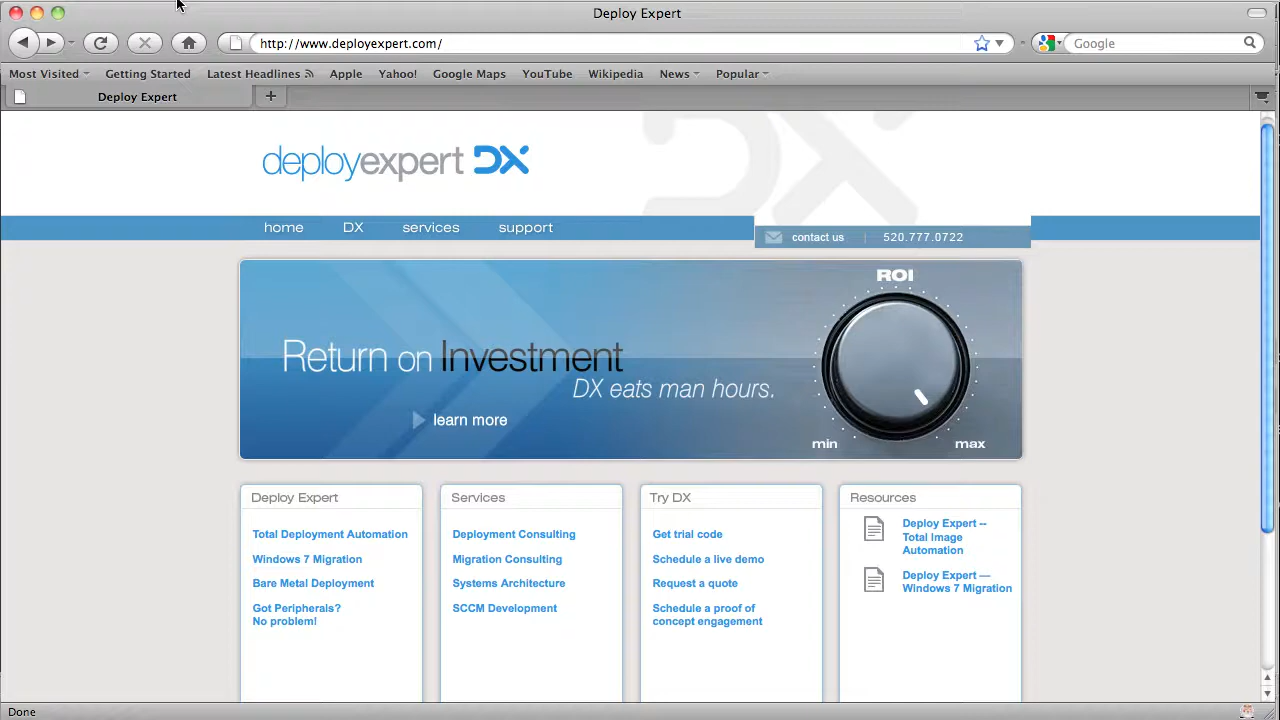 Deploy Expert
http://www.deployexpert.com/
Google
Most Visited Getting Started Latest Headlines Apple Yahoo! Google Maps YouTube Wikipedia News Popular
Deploy Expert
deployexpert DX
home DX services support
contact us | 520.777.0722
ROI
Return on Investment
DX eats man hours.
learn more
min max
Deploy Expert
Total Deployment Automation
Windows 7 Migration
Bare Metal Deployment
Got Peripherals?
No problem!
Services
Deployment Consulting
Migration Consulting
Systems Architecture
SCCM Development
Try DX
Get trial code
Schedule a live demo
Request a quote
Schedule a proof of
concept engagement
Resources
Deploy Expert --
Total Image
Automation
Deploy Expert —
Windows 7 Migration
Done